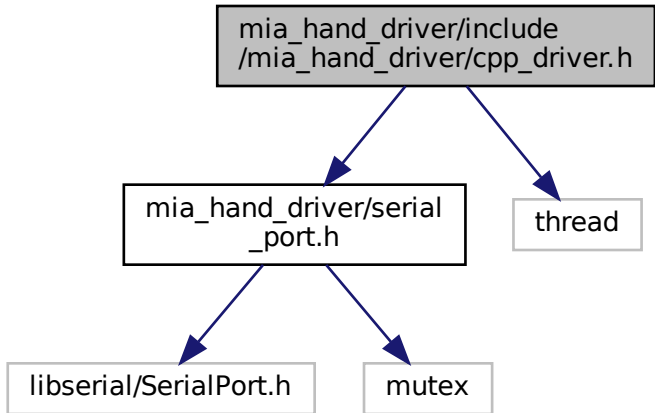 mia_hand_driver/include
/mia_hand_driver/cpp_driver.h
mia_hand_driver/serial
_port.h
thread
libserial/SerialPort.h
mutex